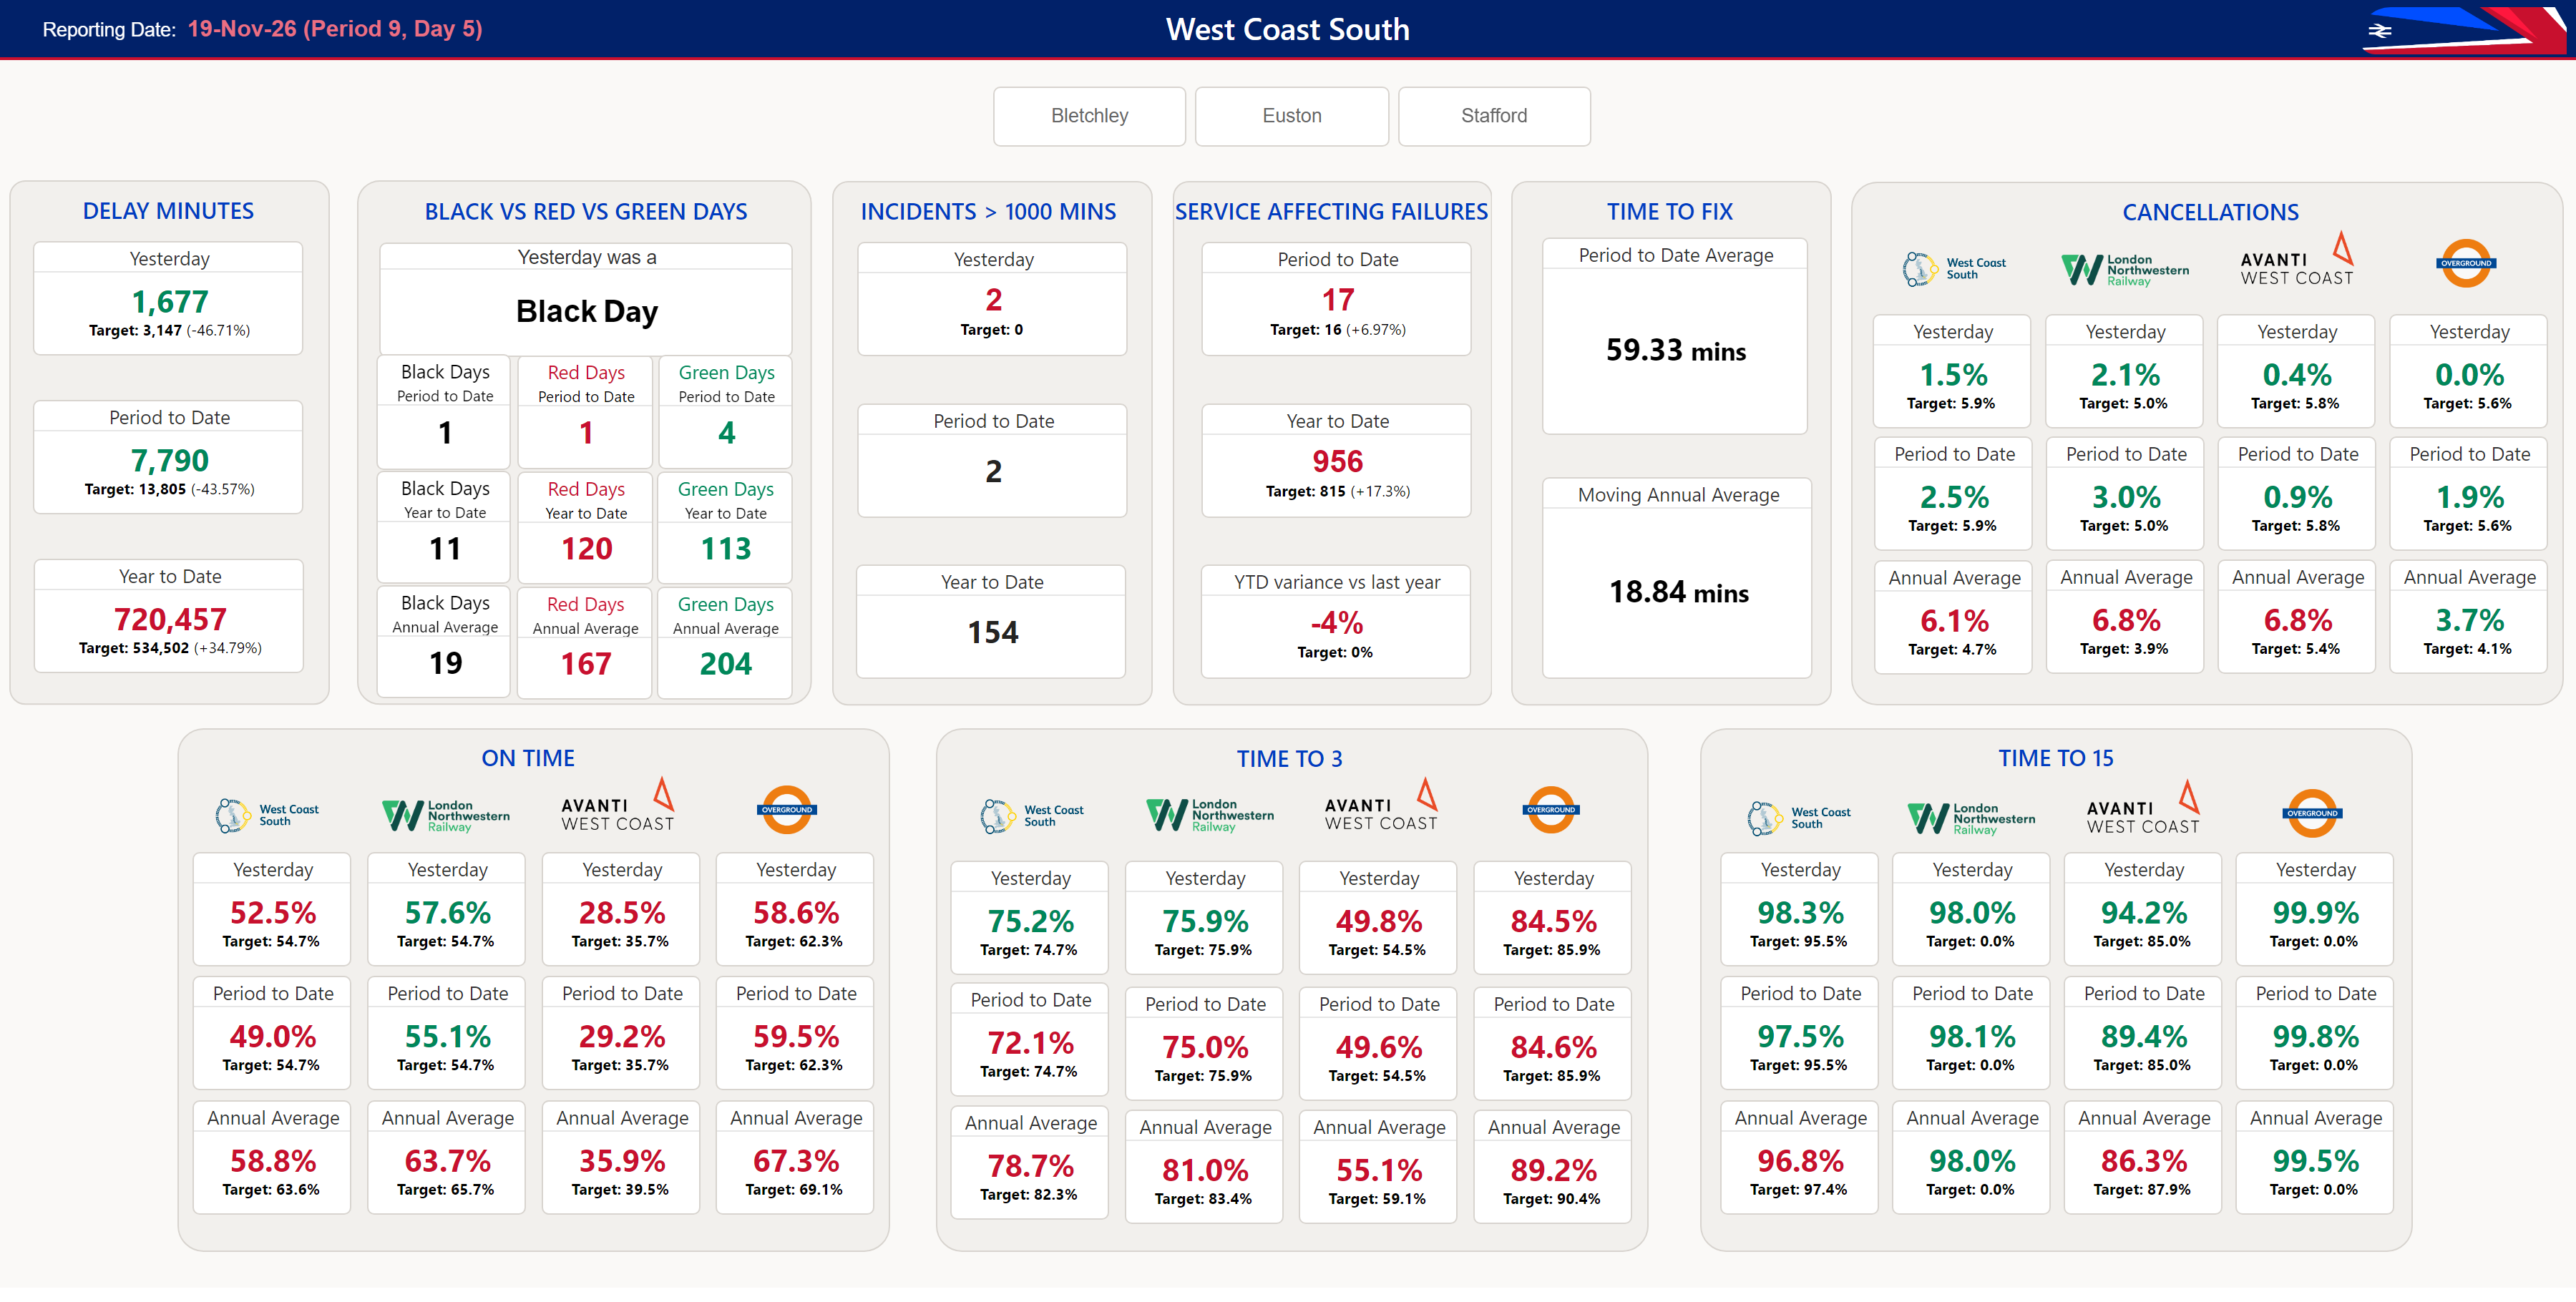 Reporting Date: 19-Nov-26 (Period 9, Day 5)
West Coast South
Bletchley
Euston
Stafford
DELAY MINUTES
Yesterday
1,677
Target: 3,147 (-46.71%)
Period to Date
7,790
Target: 13,805 (-43.57%)
Year to Date
720,457
Target: 534,502 (+34.79%)
BLACK VS RED VS GREEN DAYS
Yesterday was a
Black Day
Black Days
Period to Date
1
Red Days
Period to Date
1
Green Days
Period to Date
4
Black Days
Year to Date
11
Red Days
Year to Date
120
Green Days
Year to Date
113
Black Days
Annual Average
19
Red Days
Annual Average
167
Green Days
Annual Average
204
INCIDENTS > 1000 MINS
Yesterday
2
Target: 0
Period to Date
2
Year to Date
154
SERVICE AFFECTING FAILURES
Period to Date
17
Target: 16 (+6.97%)
Year to Date
956
Target: 815 (+17.3%)
YTD variance vs last year
-4%
Target: 0%
TIME TO FIX
Period to Date Average
59.33 mins
Moving Annual Average
18.84 mins
CANCELLATIONS
West Coast
South
London
Northwestern
Railway
AVANTI
WEST COAST
OVERGROUND
Yesterday
1.5%
Target: 5.9%
Yesterday
2.1%
Target: 5.0%
Yesterday
0.4%
Target: 5.8%
Yesterday
0.0%
Target: 5.6%
Period to Date
2.5%
Target: 5.9%
Period to Date
3.0%
Target: 5.0%
Period to Date
0.9%
Target: 5.8%
Period to Date
1.9%
Target: 5.6%
Annual Average
6.1%
Target: 4.7%
Annual Average
6.8%
Target: 3.9%
Annual Average
6.8%
Target: 5.4%
Annual Average
3.7%
Target: 4.1%
ON TIME
West Coast
South
London
Northwestern
Railway
AVANTI
WEST COAST
OVERGROUND
Yesterday
52.5%
Target: 54.7%
Yesterday
57.6%
Target: 54.7%
Yesterday
28.5%
Target: 35.7%
Yesterday
58.6%
Target: 62.3%
Period to Date
49.0%
Target: 54.7%
Period to Date
55.1%
Target: 54.7%
Period to Date
29.2%
Target: 35.7%
Period to Date
59.5%
Target: 62.3%
Annual Average
58.8%
Target: 63.6%
Annual Average
63.7%
Target: 65.7%
Annual Average
35.9%
Target: 39.5%
Annual Average
67.3%
Target: 69.1%
TIME TO 3
West Coast
South
London
Northwestern
Railway
AVANTI
WEST COAST
OVERGROUND
Yesterday
75.2%
Target: 74.7%
Yesterday
75.9%
Target: 75.9%
Yesterday
49.8%
Target: 54.5%
Yesterday
84.5%
Target: 85.9%
Period to Date
72.1%
Target: 74.7%
Period to Date
75.0%
Target: 75.9%
Period to Date
49.6%
Target: 54.5%
Period to Date
84.6%
Target: 85.9%
Annual Average
78.7%
Target: 82.3%
Annual Average
81.0%
Target: 83.4%
Annual Average
55.1%
Target: 59.1%
Annual Average
89.2%
Target: 90.4%
TIME TO 15
West Coast
South
London
Northwestern
Railway
AVANTI
WEST COAST
OVERGROUND
Yesterday
98.3%
Target: 95.5%
Yesterday
98.0%
Target: 0.0%
Yesterday
94.2%
Target: 85.0%
Yesterday
99.9%
Target: 0.0%
Period to Date
97.5%
Target: 95.5%
Period to Date
98.1%
Target: 0.0%
Period to Date
89.4%
Target: 85.0%
Period to Date
99.8%
Target: 0.0%
Annual Average
96.8%
Target: 97.4%
Annual Average
98.0%
Target: 0.0%
Annual Average
86.3%
Target: 87.9%
Annual Average
99.5%
Target: 0.0%